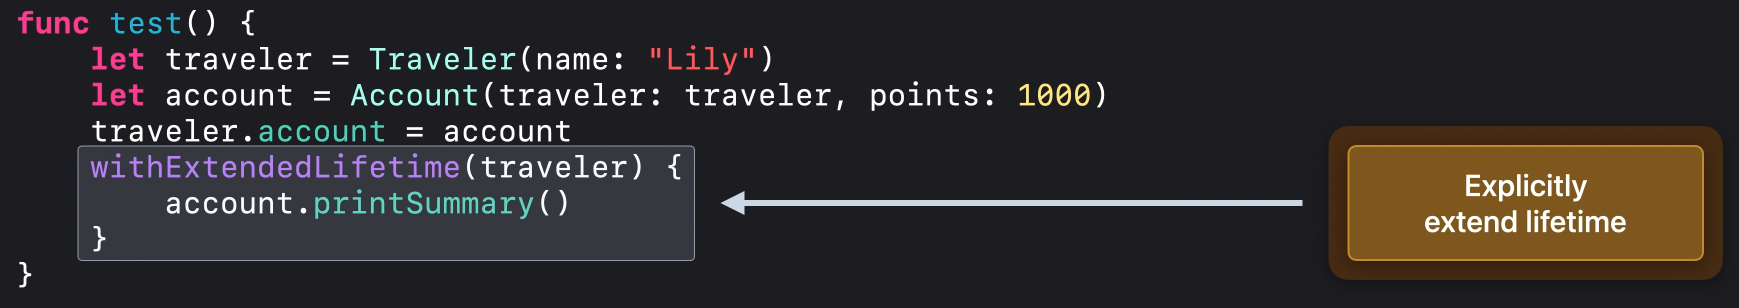 func test() {
    let traveler = Traveler(name: "Lily")
    let account = Account(traveler: traveler, points: 1000)
    traveler.account = account
    withExtendedLifetime(traveler) {
        account.printSummary()
    }
}
Explicitly
extend lifetime